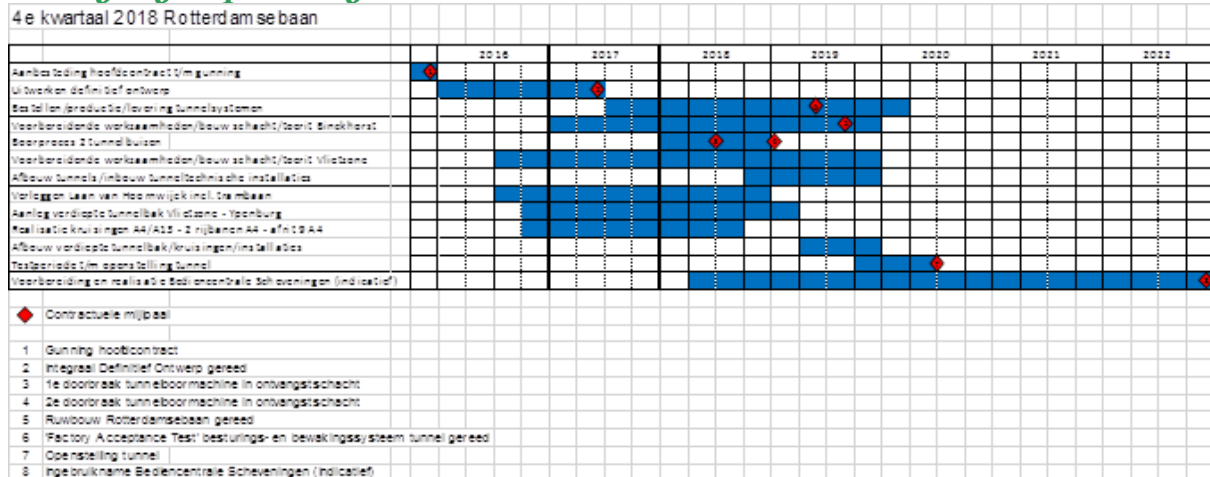 4e kwartaal 2018 Rotterdamsebaan
2016 2017 2018 2019 2020 2021 2022
Aanbesteding hoofdcontract t/m gunning
Uitwerken definitief ontwerp
Bestellen/productie/levering tunnelsystemen
Voorbereidende werkzaamheden/bouw schacht/toerit Binckhorst
Boorproces 2 tunnelbuizen
Voorbereidende werkzaamheden/bouw schacht/toerit Vlietzone
Afbouw tunnels/inbouw tunneltechnische installaties
Verleggen Laan van Hoornwijck incl. trambaan
Aanleg verdiepte tunnelbak Vlietzone - Ypenburg
Realisatie kruisingen A4/A13 - 2 rijbanen A4 - afrit 9 A4
Afbouw verdiepte tunnelbak/kruisingen/installaties
Testperiode t/m openstelling tunnel
Voorbereiding en realisatie Bediencentrale Scheveningen (indicatief)
Contractuele mijlpaal
1 Gunning hoofdcontract
2 Integraal Definitief Ontwerp gereed
3 1e doorbraak tunnelboormachine in ontvangstschacht
4 2e doorbraak tunnelboormachine in ontvangstschacht
5 Ruwbouw Rotterdamsebaan gereed
6 'Factory Acceptance Test' besturings- en bewakingssysteem tunnel gereed
7 Openstelling tunnel
8 Ingebruikname Bediencentrale Scheveningen (indicatief)